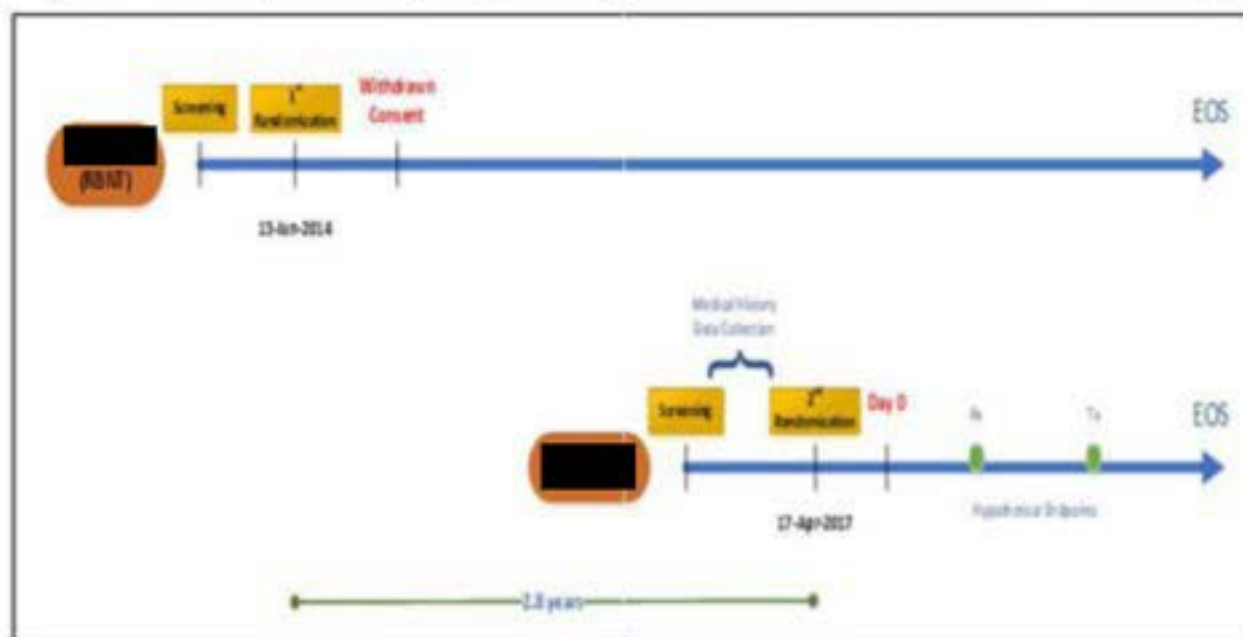 Screening
1st
Randomization
Withdrawn
Consent
EOS
(RBNT)
13-Jun-2014
Medical History
Data Collection
Screening
2nd
Randomization
Day 0
EOS
17-Apr-2017
Hypothetical Endpoints
2.8 years